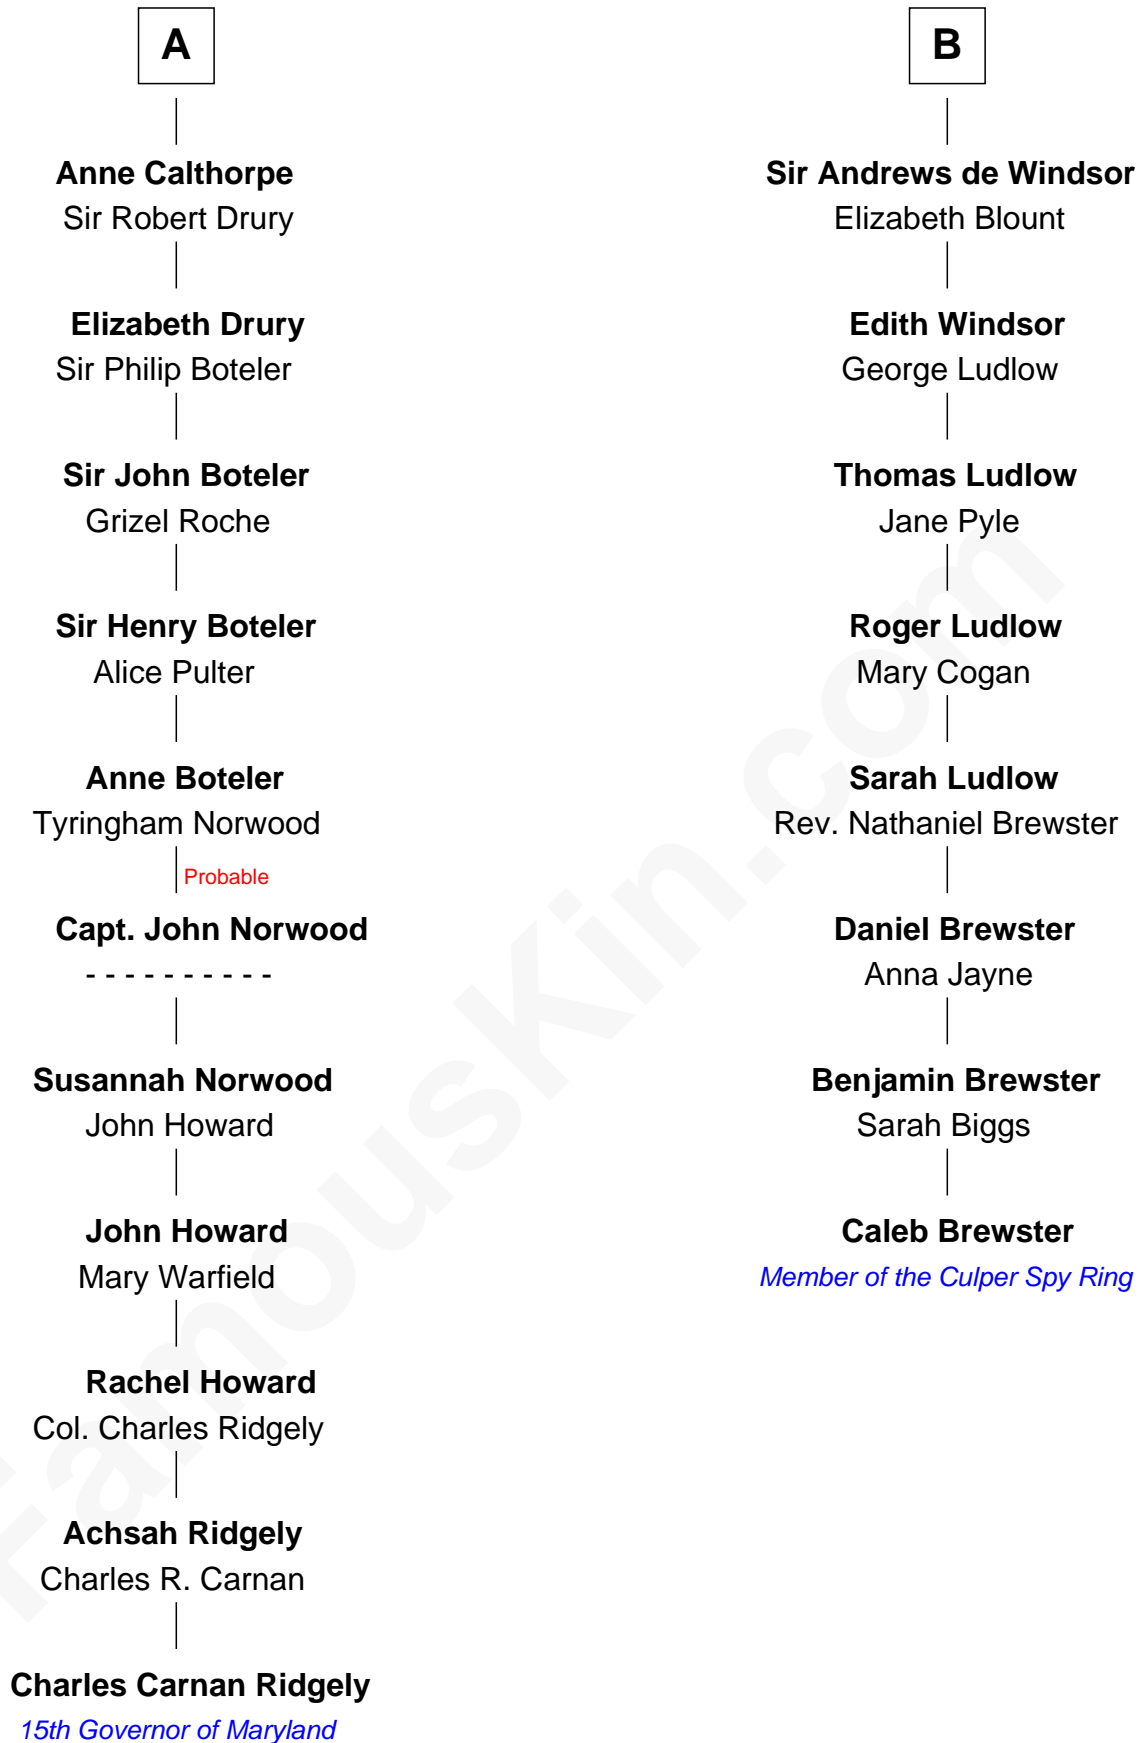 A
Anne Calthorpe
Sir Robert Drury
Elizabeth Drury
Sir Philip Boteler
Sir John Boteler
Grizel Roche
Sir Henry Boteler
Alice Pulter
Anne Boteler
Tyringham Norwood
Probable
Capt. John Norwood
- - - - - - - - - -
Susannah Norwood
John Howard
John Howard
Mary Warfield
Rachel Howard
Col. Charles Ridgely
Achsah Ridgely
Charles R. Carnan
Charles Carnan Ridgely
15th Governor of Maryland
B
Sir Andrews de Windsor
Elizabeth Blount
Edith Windsor
George Ludlow
Thomas Ludlow
Jane Pyle
Roger Ludlow
Mary Cogan
Sarah Ludlow
Rev. Nathaniel Brewster
Daniel Brewster
Anna Jayne
Benjamin Brewster
Sarah Biggs
Caleb Brewster
Member of the Culper Spy Ring
FamousKin.com